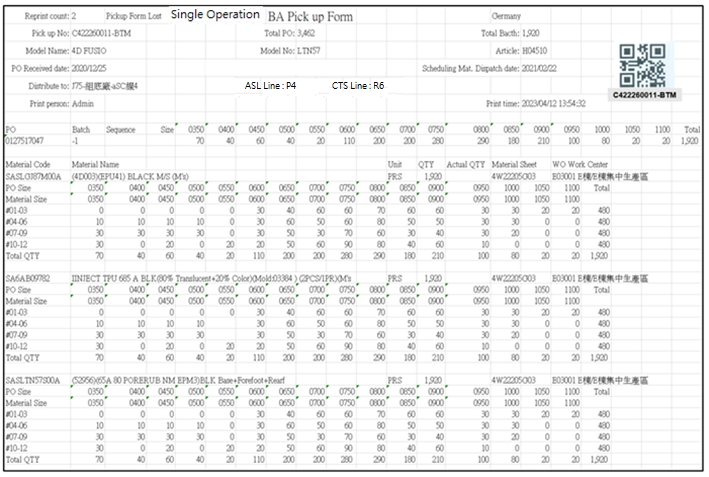 Reprint count: 2 Pickup Form Lost Single Operation BA Pick up Form Germany
Pick up No: C422260011-BTM Total PO: 3,462 Total Bacth: 1,920
Model Name: 4D FUSIO Model No: LTN57 Article: H04510
PO Received date: 2020/12/25 Scheduling Mat. Dispatch date: 2021/02/22
Distribute to: J75-組底廠-aSC欄4 ASL Line : P4 CTS Line : R6
C422260011-BTM
Print person: Admin Print time: 2023/04/12 13:54:32
PO Batch Sequence Size 0350 0400 0450 0500 0550 0600 0650 0700 0750 0800 0850 0900 0950 1000 1050 1100 Total
0127517047 -1 70 40 60 40 20 110 200 200 280 290 180 210 100 80 20 20 1,920
Material Code Material Name Unit QTY Actual QTY Material Sheet WO Work Center
SASLGJ87M00A (4D003)(EPU41) BLACK M/S (M's) PRS 1,920 4W22205O03 E03001 E棟/E棟集中生產區
PO Size 0350 0400 0450 0500 0550 0600 0650 0700 0750 0800 0850 0900 0950 1000 1050 1100 Total
Material Size 0350 0400 0450 0500 0550 0600 0650 0700 0750 0800 0850 0900 0950 1000 1050 1100
#01-03 0 0 0 0 0 30 40 60 60 70 60 60 30 30 20 20 480
#04-06 10 10 10 10 0 30 60 50 60 80 50 50 30 30 0 0 480
#07-09 30 30 30 30 0 30 50 30 70 60 30 40 30 20 0 0 480
#10-12 30 0 20 0 20 20 50 60 90 80 40 60 10 0 0 0 480
Total QTY 70 40 60 40 20 110 200 200 280 290 180 210 100 80 20 20 1,920
SA6AB09782 IINJECT TPU 685 A BLK(80% Translucent+20% Color)(Mold:03384 ) (2PCS/1PR)(M's PRS 1,920 4W22205O03 E03001 E棟/E棟集中生產區
PO Size 0350 0400 0450 0500 0550 0600 0650 0700 0750 0800 0850 0900 0950 1000 1050 1100 Total
Material Size 0350 0400 0450 0500 0550 0600 0650 0700 0750 0800 0850 0900 0950 1000 1050 1100
#01-03 0 0 0 0 0 30 40 60 60 70 60 60 30 30 20 20 480
#04-06 10 10 10 10 30 60 50 60 80 50 50 30 30 0 0 480
#07-09 30 30 30 30 30 50 30 70 60 30 40 30 20 0 0 480
#10-12 30 0 20 0 20 20 50 60 90 80 40 60 10 0 0 0 480
Total QTY 70 40 60 40 20 110 200 200 280 290 180 210 100 80 20 20 1,920
SASLTN57S00A (52956)(65A 80 PORERUB NM EPM3)BLK Base+Forefoot+Rearf PRS 1,920 4W22205O03 E03001 E棟/E棟集中生產區
PO Size 0350 0400 0450 0500 0550 0600 0650 0700 0750 0800 0850 0900 0950 1000 1050 1100 Total
Material Size 0350 0400 0450 0500 0550 0600 0650 0700 0750 0800 0850 0900 0950 1000 1050 1100
#01-03 0 0 0 0 0 30 40 60 60 70 60 60 30 30 20 20 480
#04-06 10 10 10 10 0 30 60 50 60 80 50 50 30 30 0 0 480
#07-09 30 30 30 30 0 30 50 30 70 60 30 40 30 20 0 0 480
#10-12 30 0 20 0 20 20 50 60 90 80 40 60 10 0 0 0 480
Total QTY 70 40 60 40 20 110 200 200 280 290 180 210 100 80 20 20 1,920